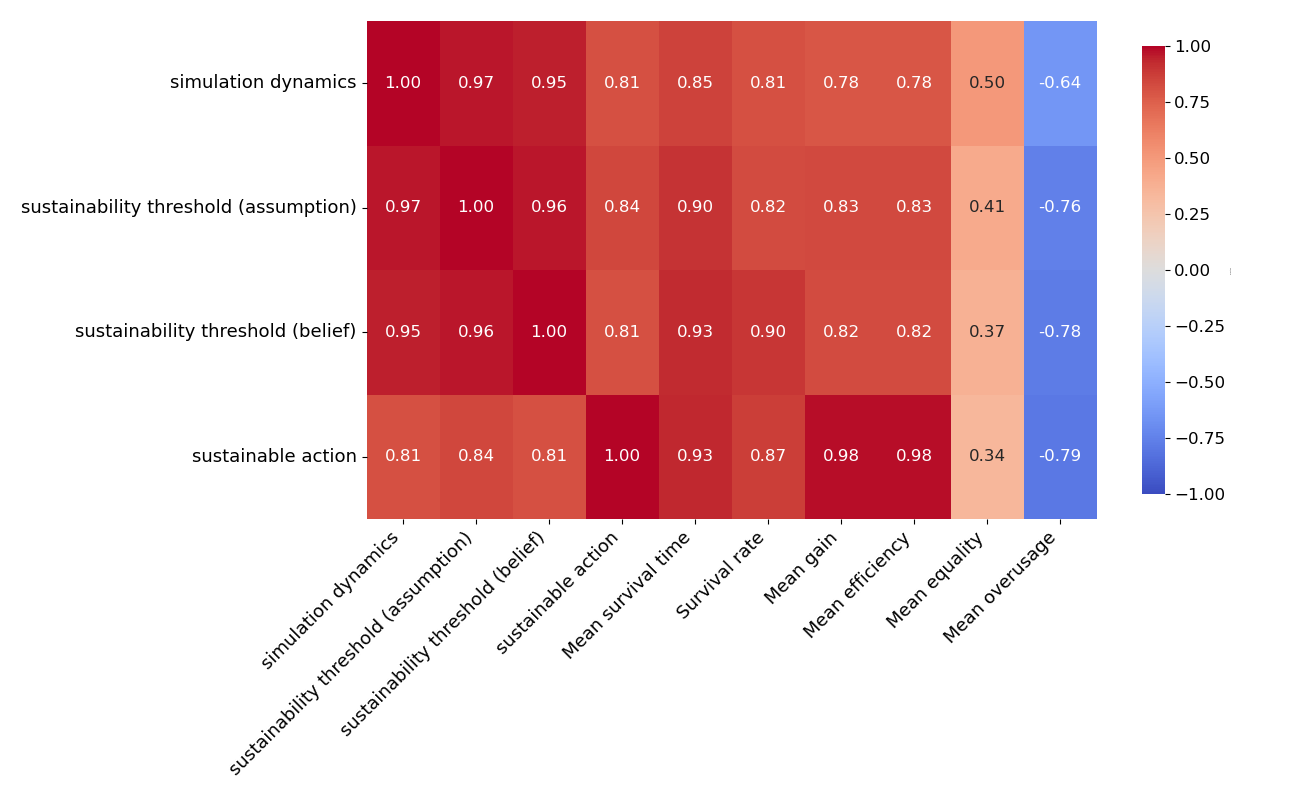 simulation dynamics 1.00 0.97 0.95 0.81 0.85 0.81 0.78 0.78 0.50 -0.64
sustainability threshold (assumption) 0.97 1.00 0.96 0.84 0.90 0.82 0.83 0.83 0.41 -0.76
sustainability threshold (belief) 0.95 0.96 1.00 0.81 0.93 0.90 0.82 0.82 0.37 -0.78
sustainable action 0.81 0.84 0.81 1.00 0.93 0.87 0.98 0.98 0.34 -0.79
simulation dynamics
sustainability threshold (assumption)
sustainability threshold (belief)
sustainable action
Mean survival time
Survival rate
Mean gain
Mean efficiency
Mean equality
Mean overusage
1.00
0.75
0.50
0.25
0.00
−0.25
−0.50
−0.75
−1.00